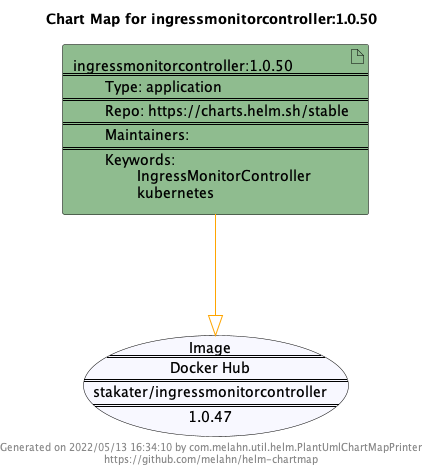 Chart Map for ingressmonitorcontroller:1.0.50
ingressmonitorcontroller:1.0.50
Type: application
Repo: https://charts.helm.sh/stable
Maintainers:
Keywords:
IngressMonitorController
kubernetes
Image
Docker Hub
stakater/ingressmonitorcontroller
1.0.47
Generated on 2022/05/13 16:34:10 by com.melahn.util.helm.PlantUmlChartMapPrinter
https://github.com/melahn/helm-chartmap